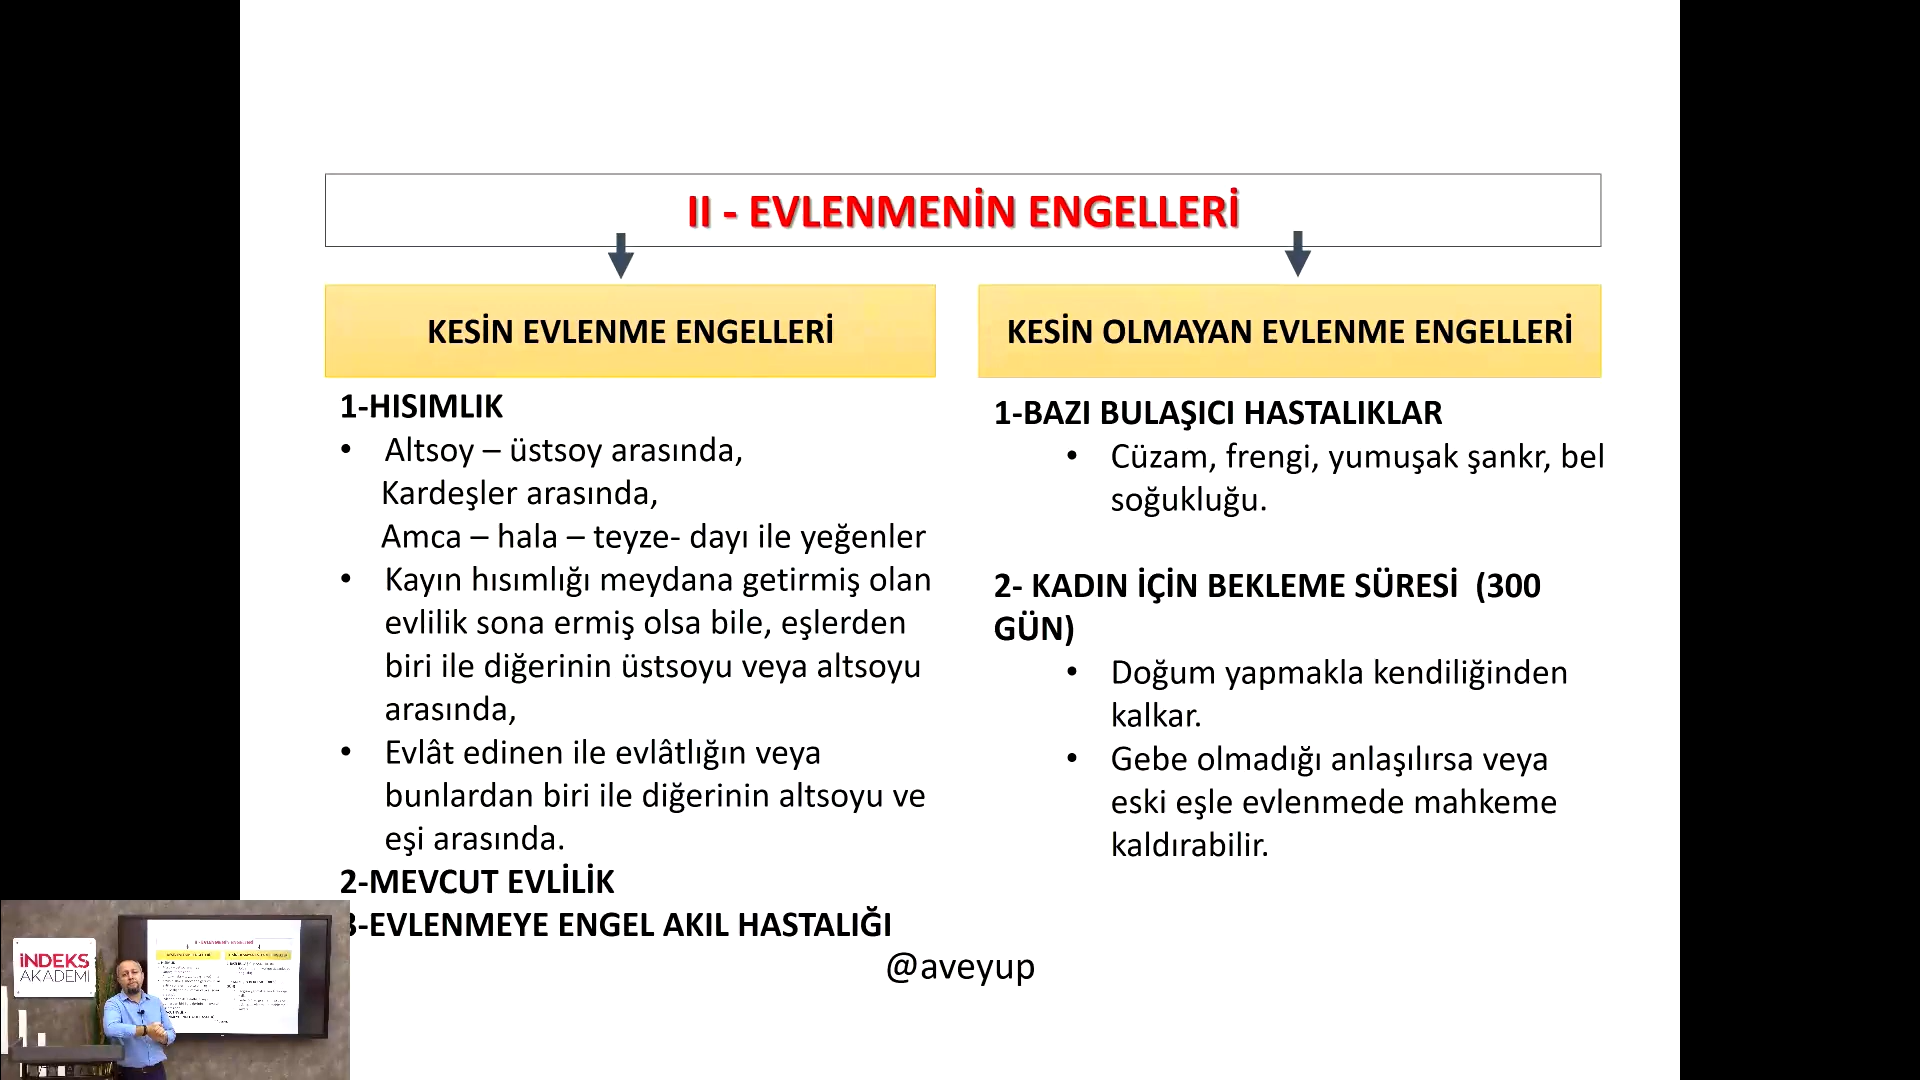 II - EVLENMENİN ENGELLERİ
KESİN EVLENME ENGELLERİ
1-HISIMLIK
• Altsoy – üstsoy arasında,
Kardeşler arasında,
Amca – hala – teyze- dayı ile yeğenler
• Kayın hısımlığı meydana getirmiş olan
evlilik sona ermiş olsa bile, eşlerden
biri ile diğerinin üstsoyu veya altsoyu
arasında,
• Evlât edinen ile evlâtlığın veya
bunlardan biri ile diğerinin altsoyu ve
eşi arasında.
2-MEVCUT EVLİLİK
3-EVLENMEYE ENGEL AKIL HASTALIĞI
KESİN OLMAYAN EVLENME ENGELLERİ
1-BAZI BULAŞICI HASTALIKLAR
• Cüzam, frengi, yumuşak şankr, bel
soğukluğu.
2- KADIN İÇİN BEKLEME SÜRESİ (300
GÜN)
• Doğum yapmakla kendiliğinden
kalkar.
• Gebe olmadığı anlaşılırsa veya
eski eşle evlenmede mahkeme
kaldırabilir.
@aveyup
İNDEKS
AKADEMİ